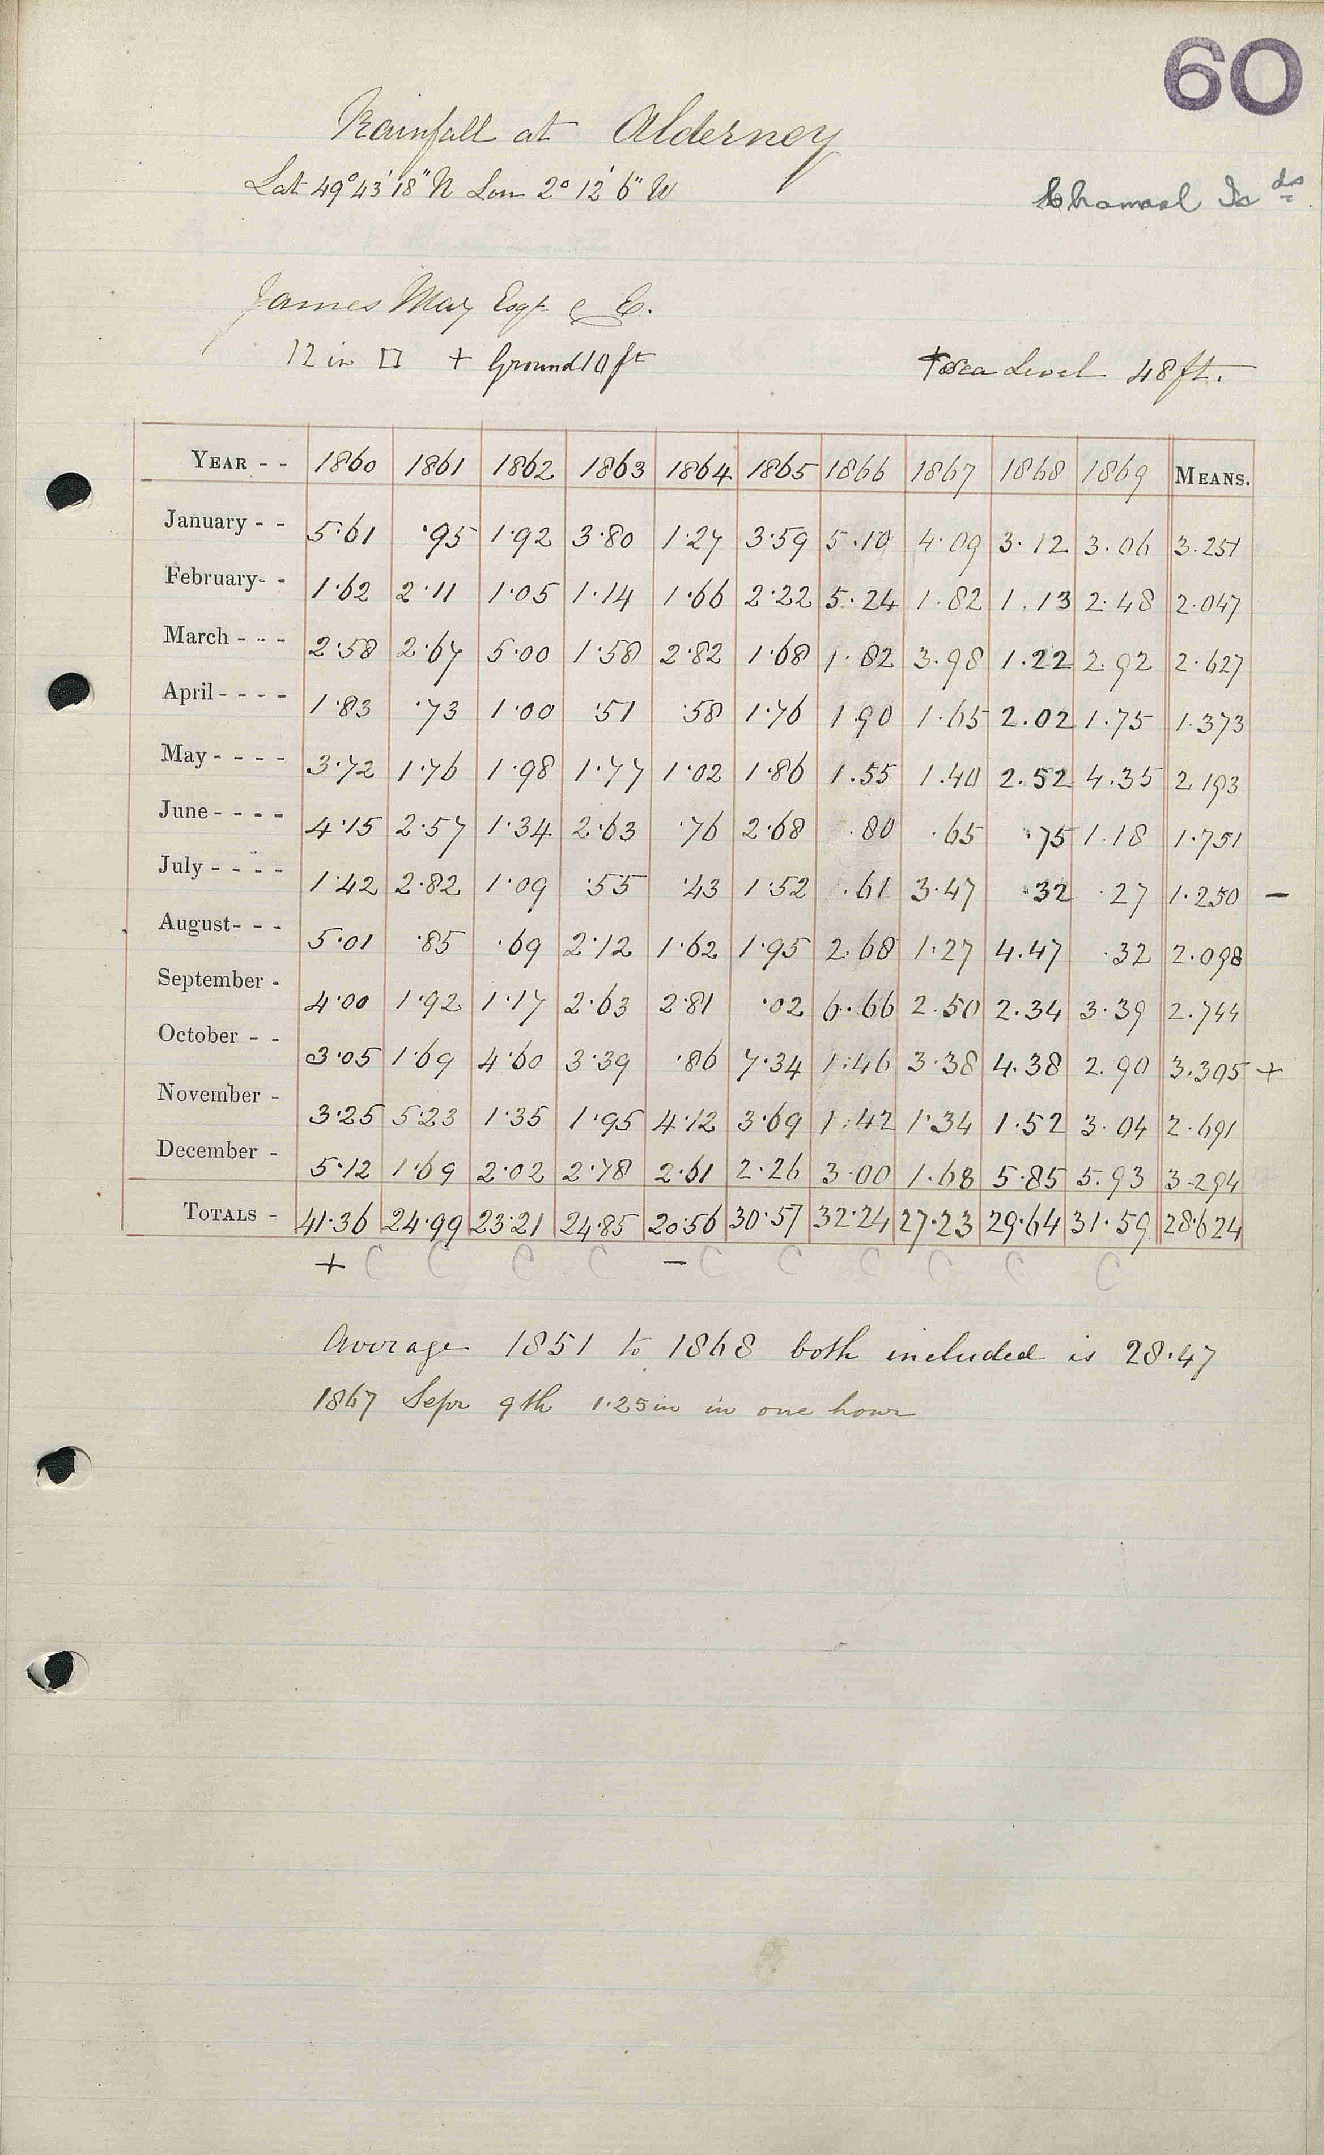 60
Rainfall at Alderney
Lat 49° 43' 18" N Lon 2° 12' 6" W
Channel Is ds
James May Esqr C E.
12 in □ + Ground 10 ft + Sea Level 48 ft.
YEAR - - 1860 1861 1862 1863 1864 1865 1866 1867 1868 1869 MEANS.
January - - 5.61 .95 1.92 3.80 1.27 3.59 5.10 4.09 3.12 3.06 3.251
February- - 1.62 2.11 1.05 1.14 1.66 2.22 5.24 1.82 1.13 2.48 2.047
March - - - 2.58 2.67 5.00 1.58 2.82 1.68 1.82 3.98 1.22 2.92 2.627
April - - - - 1.83 .73 1.00 .51 .58 1.76 1.90 1.65 2.02 1.75 1.373
May - - - - 3.72 1.76 1.98 1.77 1.02 1.86 1.55 1.40 2.52 4.35 2.193
June - - - - 4.15 2.57 1.34 2.63 .76 2.68 .80 .65 .75 1.18 1.751
July - - - - 1.42 2.82 1.09 .55 .43 1.52 .61 3.47 .32 .27 1.250 -
August- - - 5.01 .85 .69 2.12 1.62 1.95 2.68 1.27 4.47 .32 2.098
September - 4.00 1.92 1.17 2.63 2.81 .02 6.66 2.50 2.34 3.39 2.744
October - - 3.05 1.69 4.60 3.39 .86 7.34 1.46 3.38 4.38 2.90 3.305 +
November - 3.25 5.23 1.35 1.95 4.12 3.69 1.42 1.34 1.52 3.04 2.691
December - 5.12 1.69 2.02 2.78 2.61 2.26 3.00 1.68 5.85 5.93 3.294
TOTALS - 41.36 24.99 23.21 24.85 20.56 30.57 32.24 27.23 29.64 31.59 28.624
+ C C C C - C C C C C C
Average 1851 to 1868 both included is 28.47
1867 Sepr 9th 1.25 in in one hour